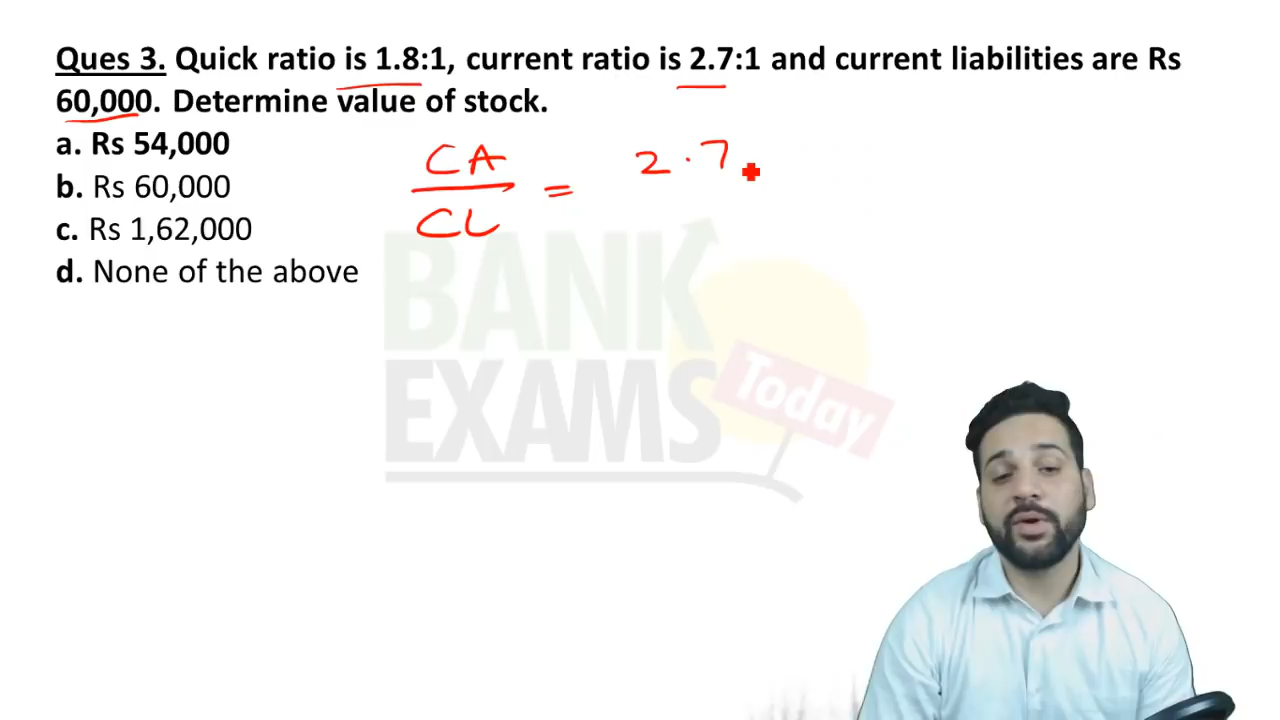 Ques 3. Quick ratio is 1.8:1, current ratio is 2.7:1 and current liabilities are Rs
60,000. Determine value of stock.
a. Rs 54,000
b. Rs 60,000
c. Rs 1,62,000
d. None of the above
CA
= 2.7
CL
BANK
EXAMS
Today